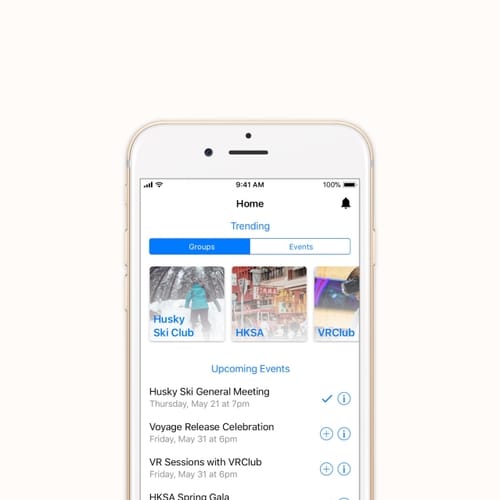 9:41 AM
100%
Home
Trending
Groups
Events
Husky
Ski Club
HKSA
VRClub
Upcoming Events
Husky Ski General Meeting
Thursday, May 21 at 7pm
Voyage Release Celebration
Friday, May 31 at 6pm
VR Sessions with VRClub
Friday, May 31 at 6pm
HKSA Spring Gala